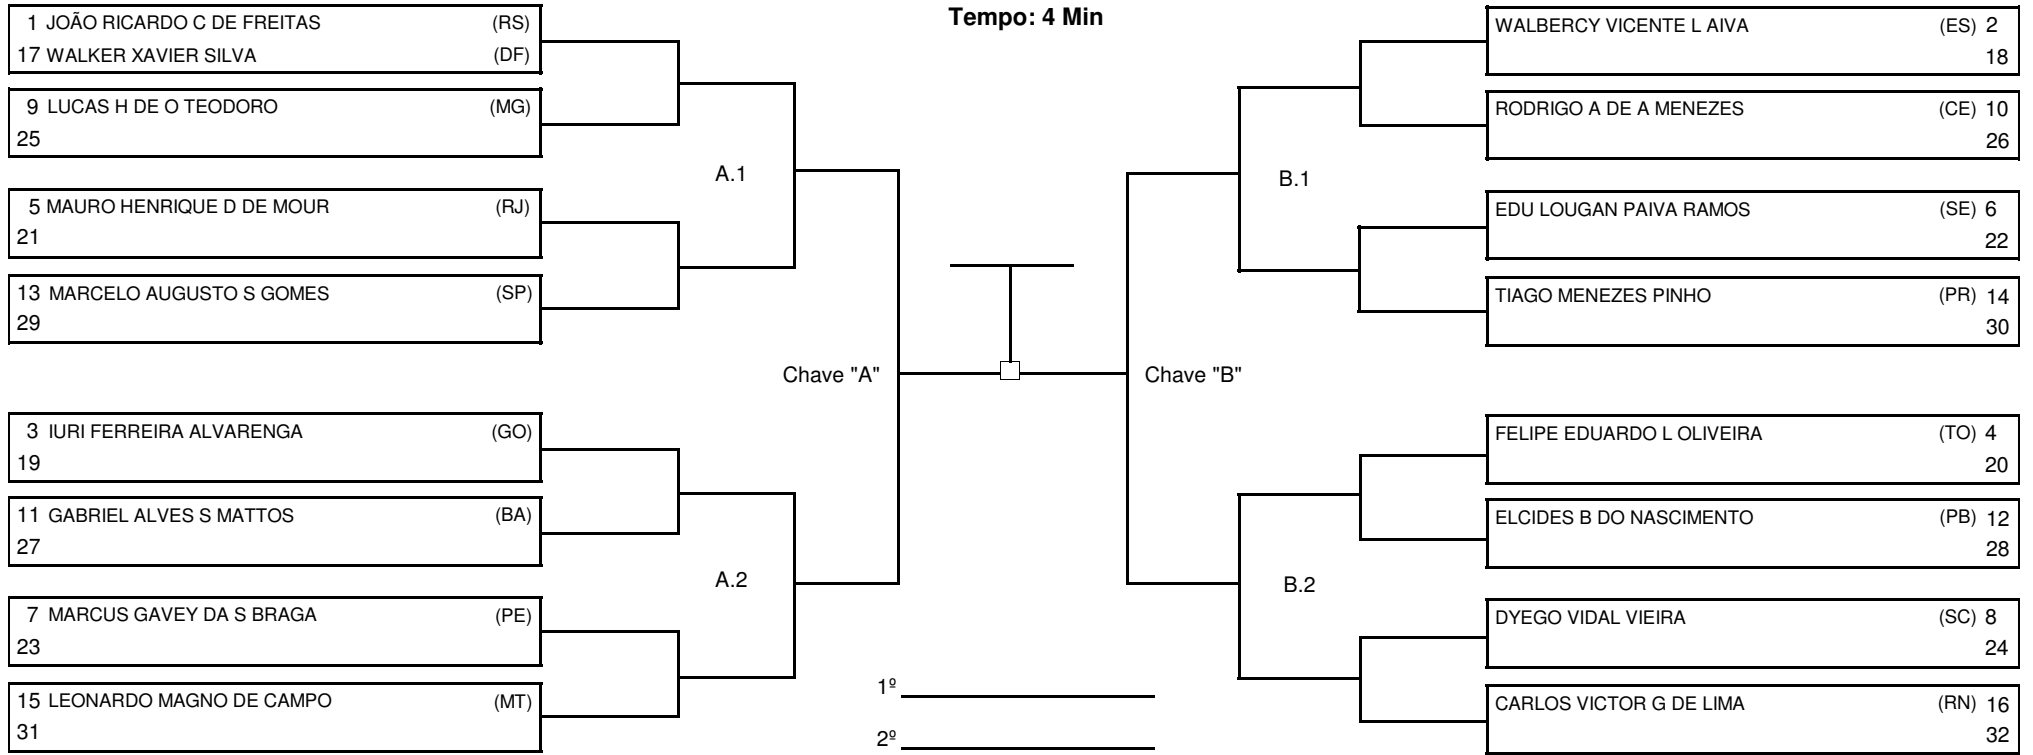 Tempo: 4 Min
1 JOÃO RICARDO C DE FREITAS (RS)
17 WALKER XAVIER SILVA (DF)
9 LUCAS H DE O TEODORO (MG)
25
A.1
5 MAURO HENRIQUE D DE MOUR (RJ)
21
13 MARCELO AUGUSTO S GOMES (SP)
29
Chave "A"
3 IURI FERREIRA ALVARENGA (GO)
19
11 GABRIEL ALVES S MATTOS (BA)
27
A.2
7 MARCUS GAVEY DA S BRAGA (PE)
23
15 LEONARDO MAGNO DE CAMPO (MT)
31
WALBERCY VICENTE L AIVA (ES) 2
18
RODRIGO A DE A MENEZES (CE) 10
26
B.1
EDU LOUGAN PAIVA RAMOS (SE) 6
22
TIAGO MENEZES PINHO (PR) 14
30
Chave "B"
FELIPE EDUARDO L OLIVEIRA (TO) 4
20
ELCIDES B DO NASCIMENTO (PB) 12
28
B.2
DYEGO VIDAL VIEIRA (SC) 8
24
CARLOS VICTOR G DE LIMA (RN) 16
32
1º
2º